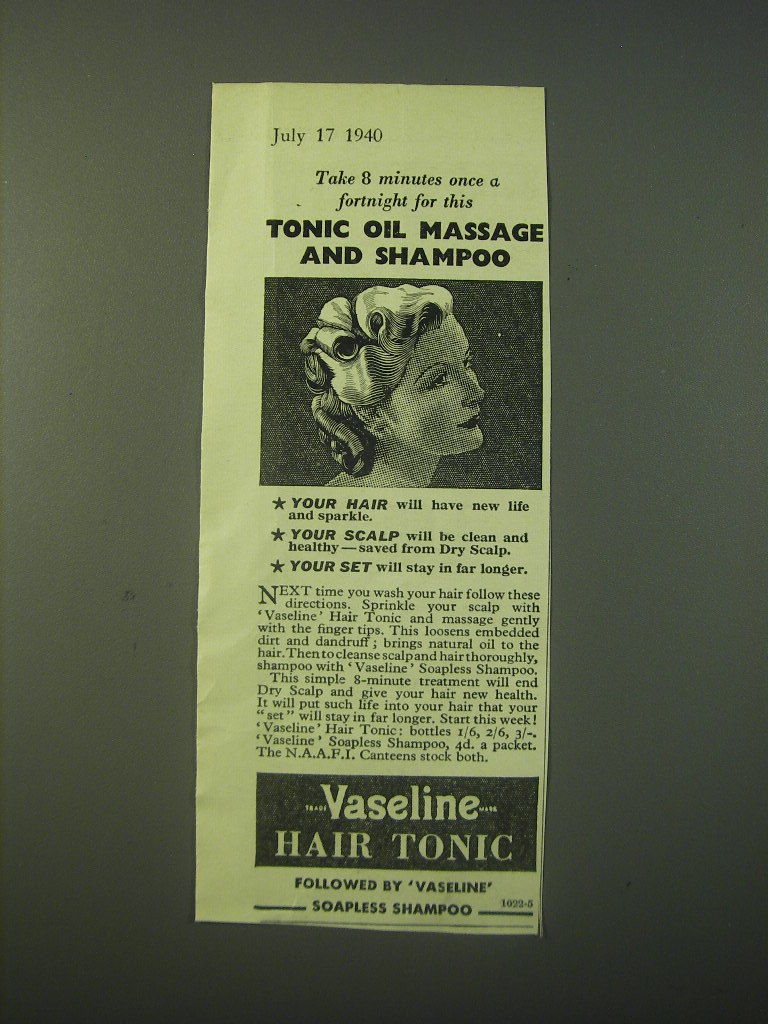 July 17 1940
Take 8 minutes once a
fortnight for this
TONIC OIL MASSAGE
AND SHAMPOO
★ YOUR HAIR will have new life
and sparkle.
★ YOUR SCALP will be clean and
healthy—saved from Dry Scalp.
★ YOUR SET will stay in far longer.
NEXT time you wash your hair follow these
directions. Sprinkle your scalp with
'Vaseline' Hair Tonic and massage gently
with the finger tips. This loosens embedded
dirt and dandruff; brings natural oil to the
hair. Then to cleanse scalp and hair thoroughly,
shampoo with 'Vaseline' Soapless Shampoo.
This simple 8-minute treatment will end
Dry Scalp and give your hair new health.
It will put such life into your hair that your
"set" will stay in far longer. Start this week!
'Vaseline' Hair Tonic: bottles 1/6, 2/6, 3/-.
'Vaseline' Soapless Shampoo, 4d. a packet.
The N.A.A.F.I. Canteens stock both.
TRADE Vaseline MARK
HAIR TONIC
FOLLOWED BY 'VASELINE'
SOAPLESS SHAMPOO 1022-5